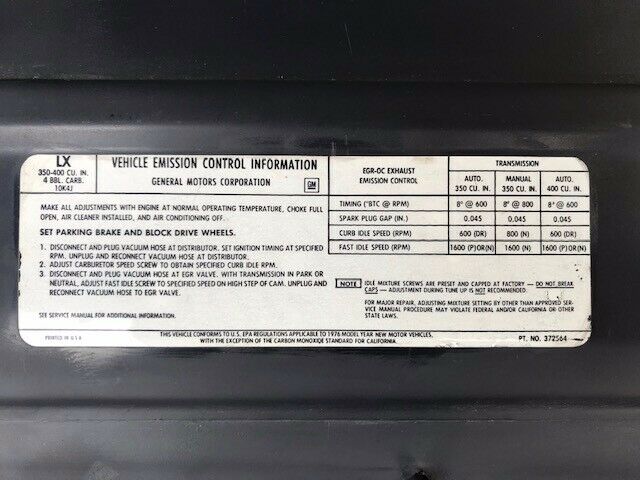 LX
350-400 CU. IN.
4 BBL. CARB.
10K4J
VEHICLE EMISSION CONTROL INFORMATION
GENERAL MOTORS CORPORATION
GM
MAKE ALL ADJUSTMENTS WITH ENGINE AT NORMAL OPERATING TEMPERATURE, CHOKE FULL
OPEN, AIR CLEANER INSTALLED, AND AIR CONDITIONING OFF.
SET PARKING BRAKE AND BLOCK DRIVE WHEELS.
1. DISCONNECT AND PLUG VACUUM HOSE AT DISTRIBUTOR. SET IGNITION TIMING AT SPECIFIED
RPM. UNPLUG AND RECONNECT VACUUM HOSE AT DISTRIBUTOR.
2. ADJUST CARBURETOR SPEED SCREW TO OBTAIN SPECIFIED CURB IDLE RPM.
3. DISCONNECT AND PLUG VACUUM HOSE AT EGR VALVE. WITH TRANSMISSION IN PARK OR
NEUTRAL, ADJUST FAST IDLE SCREW TO SPECIFIED SPEED ON HIGH STEP OF CAM. UNPLUG AND
RECONNECT VACUUM HOSE TO EGR VALVE.
SEE SERVICE MANUAL FOR ADDITIONAL INFORMATION.
EGR-OC EXHAUST
EMISSION CONTROL
TRANSMISSION
AUTO. MANUAL AUTO.
350 CU. IN. 350 CU. IN. 400 CU. IN.
TIMING (°BTC @ RPM) 8° @ 600 8° @ 800 8° @ 600
SPARK PLUG GAP (IN.) 0.045 0.045 0.045
CURB IDLE SPEED (RPM) 600 (DR) 800 (N) 600 (DR)
FAST IDLE SPEED (RPM) 1600 (P)OR(N) 1600 (N) 1600 (P)OR(N)
NOTE IDLE MIXTURE SCREWS ARE PRESET AND CAPPED AT FACTORY — DO NOT BREAK
CAPS — ADJUSTMENT DURING TUNE UP IS NOT RECOMMENDED.
FOR MAJOR REPAIR, ADJUSTING MIXTURE SETTING BY OTHER THAN APPROVED SER-
VICE MANUAL PROCEDURE MAY VIOLATE FEDERAL AND/OR CALIFORNIA OR OTHER
STATE LAWS.
PRINTED IN U S A
THIS VEHICLE CONFORMS TO U.S. EPA REGULATIONS APPLICABLE TO 1976 MODEL YEAR NEW MOTOR VEHICLES,
WITH THE EXCEPTION OF THE CARBON MONOXIDE STANDARD FOR CALIFORNIA.
PT. NO. 372564